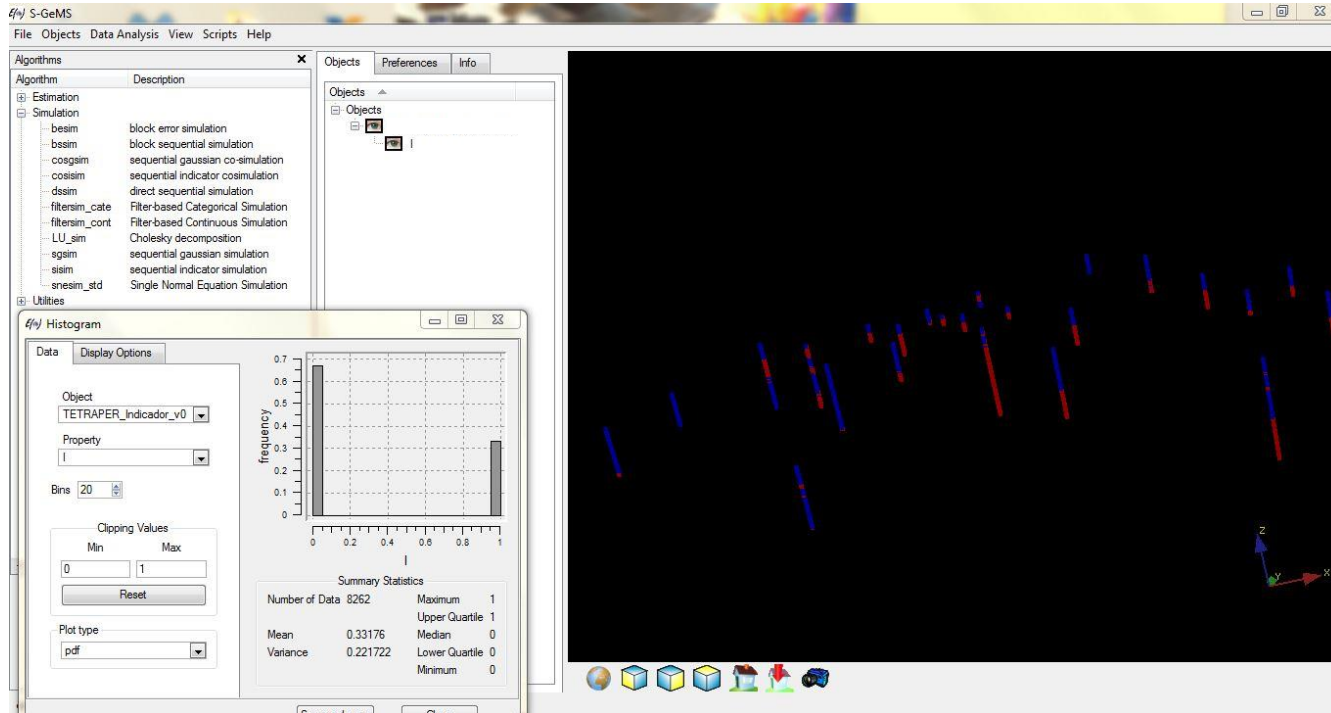 S-GeMS
File Objects Data Analysis View Scripts Help
Algorithms
Algorithm Description
Estimation
Simulation
besim block error simulation
bssim block sequential simulation
cosgsim sequential gaussian co-simulation
cosisim sequential indicator cosimulation
dssim direct sequential simulation
filtersim_cate Filter-based Categorical Simulation
filtersim_cont Filter-based Continuous Simulation
LU_sim Cholesky decomposition
sgsim sequential gaussian simulation
sisim sequential indicator simulation
snesim_std Single Normal Equation Simulation
Utilities
Objects Preferences Info
Objects
Objects
I
Histogram
Data Display Options
Object
TETRAPER_Indicador_v0
Property
I
Bins 20
Clipping Values
Min Max
0 1
Reset
Plot type
pdf
frequency
0.7
0.6
0.5
0.4
0.3
0.2
0.1
0
0 0.2 0.4 0.6 0.8 1
I
Summary Statistics
Number of Data 8262 Maximum 1
Upper Quartile 1
Mean 0.33176 Median 0
Variance 0.221722 Lower Quartile 0
Minimum 0
z
y
x